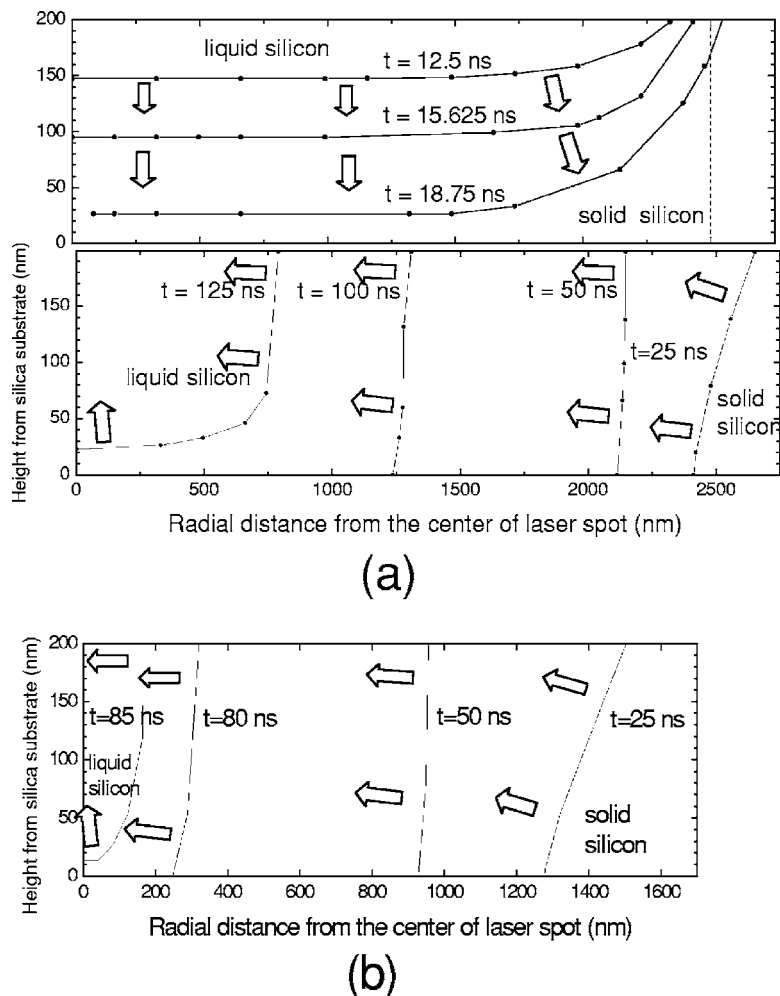 200
liquid silicon
t = 12.5 ns
150
100
t = 15.625 ns
50
t = 18.75 ns
solid silicon
0
Height from silica substrate (nm)
200
t = 125 ns
t = 100 ns
t = 50 ns
150
t=25 ns
100
liquid silicon
solid
silicon
50
0
0 500 1000 1500 2000 2500
Radial distance from the center of laser spot (nm)
(a)
Height from silica substrate (nm)
200
150
t=85 ns
t=80 ns
t=50 ns
t=25 ns
100
liquid
silicon
50
solid
silicon
0
0 200 400 600 800 1000 1200 1400 1600
Radial distance from the center of laser spot (nm)
(b)